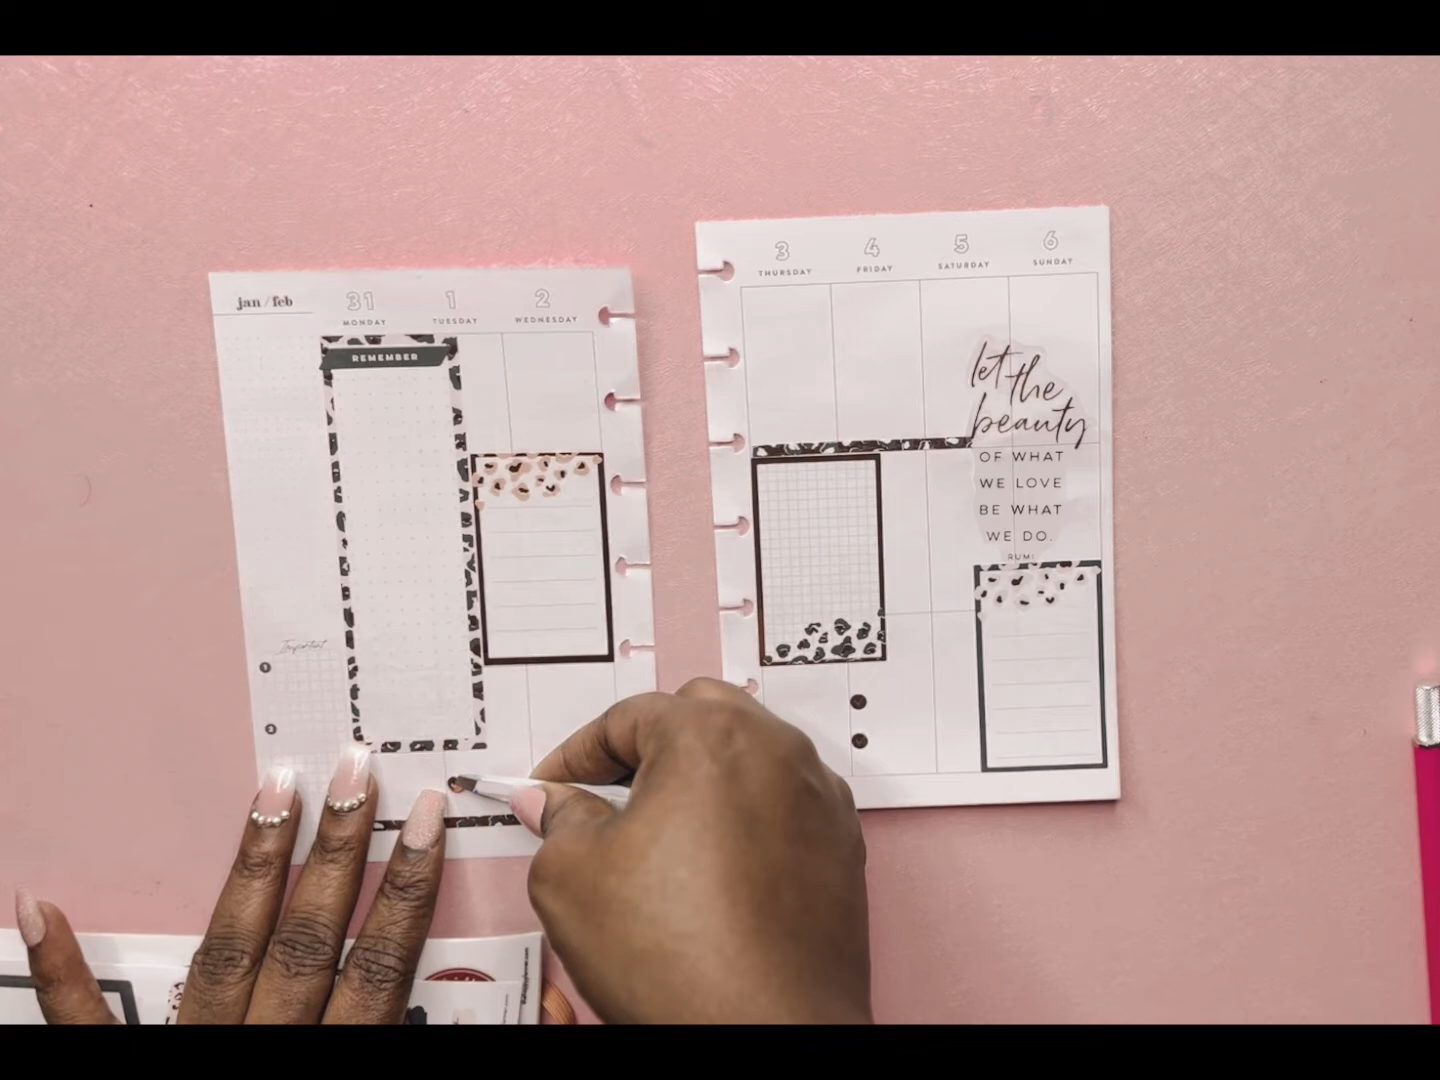 jan/feb
31
MONDAY
1
TUESDAY
2
WEDNESDAY
REMEMBER
Important
1
2
3
THURSDAY
4
FRIDAY
5
SATURDAY
6
SUNDAY
let
the
beauty
OF WHAT
WE LOVE
BE WHAT
WE DO.
RUMI